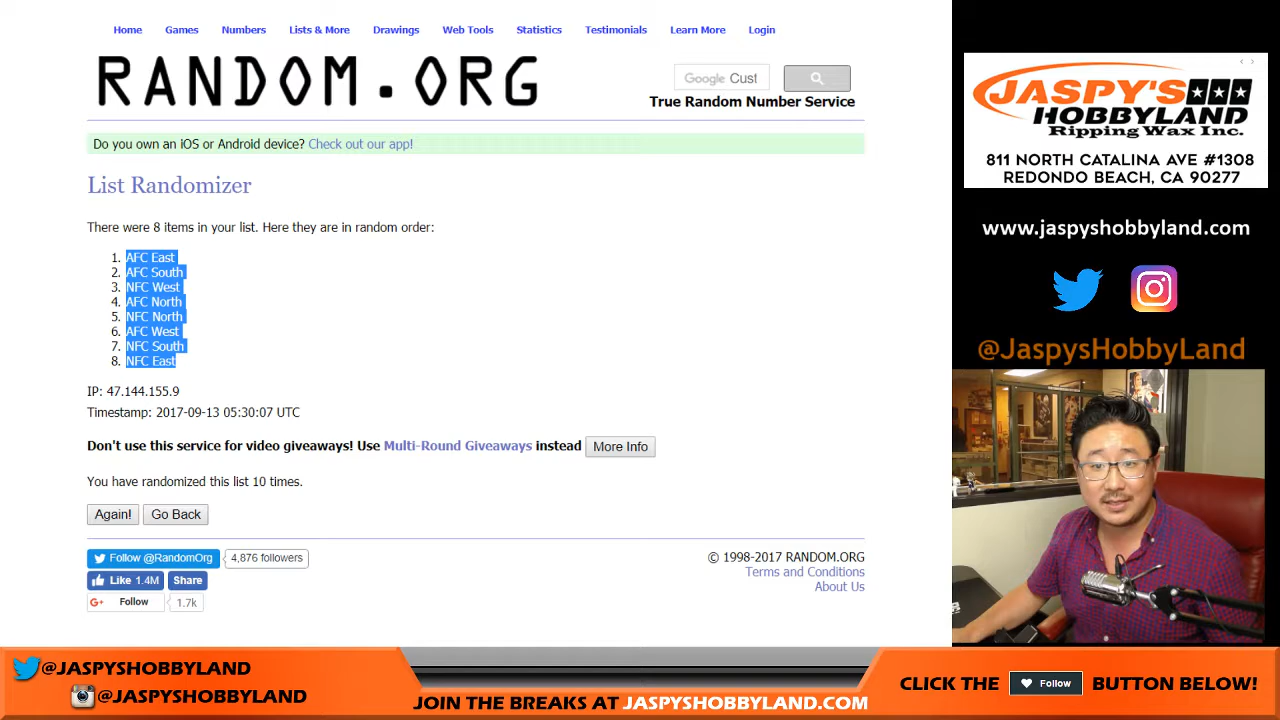 Home Games Numbers Lists & More Drawings Web Tools Statistics Testimonials Learn More Login
RANDOM.ORG
Google Cust
True Random Number Service
Do you own an iOS or Android device? Check out our app!
List Randomizer
There were 8 items in your list. Here they are in random order:
1. AFC East
2. AFC South
3. NFC West
4. AFC North
5. NFC North
6. AFC West
7. NFC South
8. NFC East
IP: 47.144.155.9
Timestamp: 2017-09-13 05:30:07 UTC
Don't use this service for video giveaways! Use Multi-Round Giveaways instead More Info
You have randomized this list 10 times.
Again! Go Back
Follow @RandomOrg 4,876 followers
Like 1.4M Share
G+ Follow 1.7k
© 1998-2017 RANDOM.ORG
Terms and Conditions
About Us
JASPY'S
HOBBYLAND
Ripping Wax Inc.
811 NORTH CATALINA AVE #1308
REDONDO BEACH, CA 90277
www.jaspyshobbyland.com
@JaspysHobbyLand
@JASPYSHOBBYLAND
@JASPYSHOBBYLAND
JOIN THE BREAKS AT JASPYSHOBBYLAND.COM
CLICK THE Follow BUTTON BELOW!